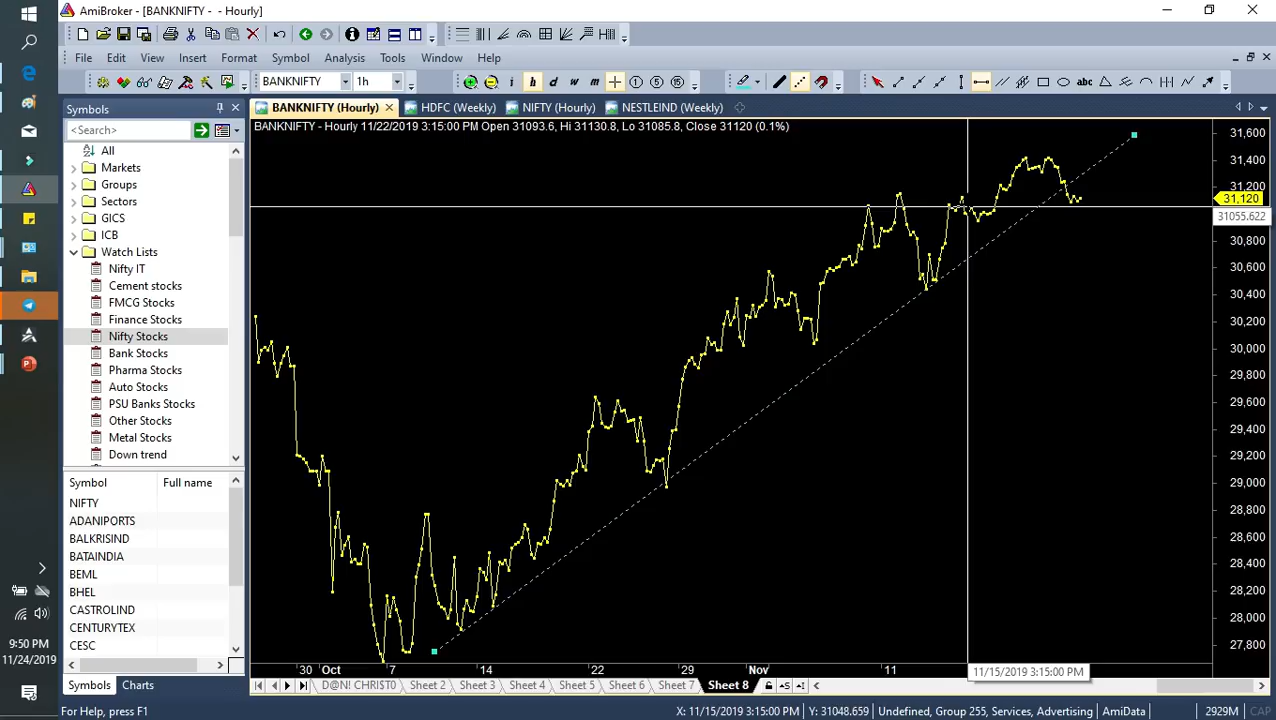 AmiBroker - [BANKNIFTY - - Hourly]
File Edit View Insert Format Symbol Analysis Tools Window Help
BANKNIFTY 1h i h d w m 1 5 5 abc
Symbols
BANKNIFTY (Hourly) HDFC (Weekly) NIFTY (Hourly) NESTLEIND (Weekly)
BANKNIFTY - Hourly 11/22/2019 3:15:00 PM Open 31093.6, Hi 31130.8, Lo 31085.8, Close 31120 (0.1%)
<Search>
All
Markets
Groups
Sectors
GICS
ICB
Watch Lists
Nifty IT
Cement stocks
FMCG Stocks
Finance Stocks
Nifty Stocks
Bank Stocks
Pharma Stocks
Auto Stocks
PSU Banks Stocks
Other Stocks
Metal Stocks
Down trend
Symbol Full name
NIFTY
ADANIPORTS
BALKRISIND
BATAINDIA
BEML
BHEL
CASTROLIND
CENTURYTEX
CESC
Symbols Charts
31,600
31,400
31,200
31,120
31055.622
30,800
30,600
30,400
30,200
30,000
29,800
29,600
29,400
29,200
29,000
28,800
28,600
28,400
28,200
28,000
27,800
30 Oct 7 14 22 29 Nov 11
11/15/2019 3:15:00 PM
D@N! CHRIST0 Sheet 2 Sheet 3 Sheet 4 Sheet 5 Sheet 6 Sheet 7 Sheet 8
9:50 PM
11/24/2019
For Help, press F1
X: 11/15/2019 3:15:00 PM Y: 31048.659 Undefined, Group 255, Services, Advertising AmiData 2929M CAP